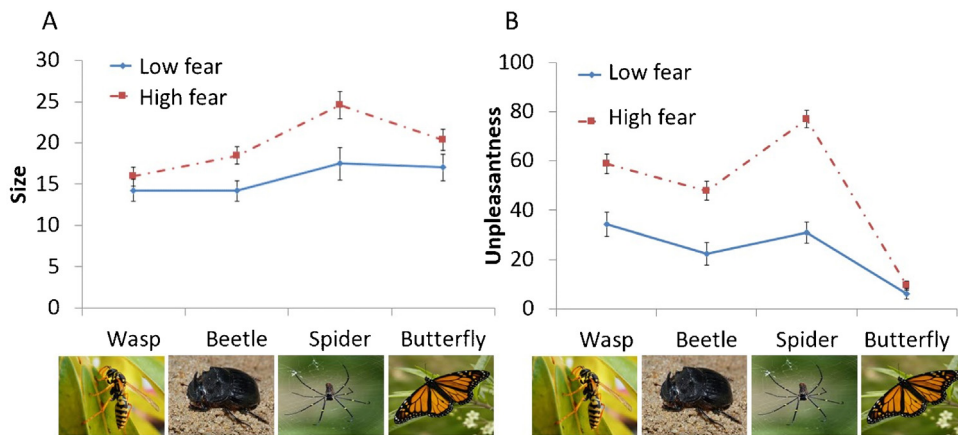 A
Size
30
25
20
15
10
5
0
Low fear
High fear
Wasp
Beetle
Spider
Butterfly
B
Unpleasantness
100
80
60
40
20
0
Low fear
High fear
Wasp
Beetle
Spider
Butterfly